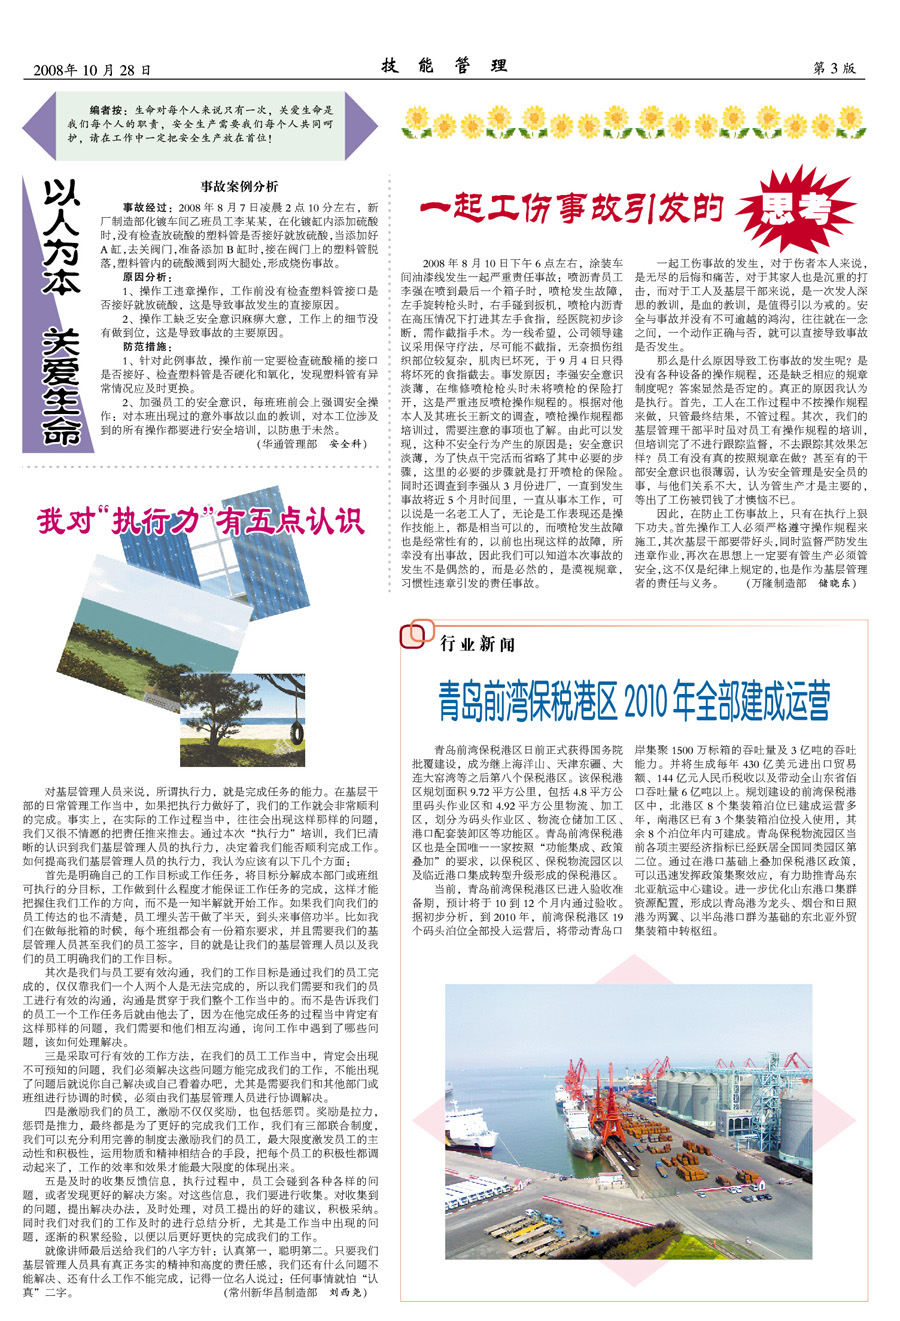 2008年 10 月 28 日
技 能 管 理
第 3 版
编者按：生命对每个人来说只有一次，关爱生命是
我们每个人的职责，安全生产需要我们每个人共同呵
护，请在工作中一定把安全生产放在首位！
以人为本 关爱生命
事故案例分析
事故经过：2008 年 8 月 7 日凌晨 2 点 10 分左右，新
厂制造部化镀车间乙班员工李某某，在化镀缸内添加硫酸
时，没有检查放硫酸的塑料管是否接好就放硫酸，当添加好
A 缸，去关阀门，准备添加 B 缸时，接在阀门上的塑料管脱
落，塑料管内的硫酸溅到两大腿处，形成烧伤事故。
原因分析：
1、操作工违章操作，工作前没有检查塑料管接口是
否接好就放硫酸，这是导致事故发生的直接原因。
2、操作工缺乏安全意识麻痹大意，工作上的细节没
有做到位，这是导致事故的主要原因。
防范措施：
1、针对此例事故，操作前一定要检查硫酸桶的接口
是否接好、检查塑料管是否硬化和氧化，发现塑料管有异
常情况应及时更换。
2、加强员工的安全意识，每班班前会上强调安全操
作；对本班出现过的意外事故以血的教训，对本工位涉及
到的所有操作都要进行安全培训，以防患于未然。
（华通管理部 安全科）
一起工伤事故引发的
思考
2008 年 8 月 10 日下午 6 点左右，涂装车
间油漆线发生一起严重责任事故；喷沥青员工
李强在喷到最后一个箱子时，喷枪发生故障，
左手旋转枪头时，右手碰到扳机，喷枪内沥青
在高压情况下打进其左手食指，经医院初步诊
断，需作截指手术。为一线希望，公司领导建
议采用保守疗法，尽可能不截指，无奈损伤组
织部位较复杂，肌肉已坏死，于 9 月 4 日只得
将坏死的食指截去。事发原因：李强安全意识
淡薄，在维修喷枪枪头时未将喷枪的保险打
开，这是严重违反喷枪操作规程的。根据对他
本人及其班长王新文的调查，喷枪操作规程都
培训过，需要注意的事项也了解。由此可以发
现，这种不安全行为产生的原因是：安全意识
淡薄，为了快点干完活而省略了其中必要的步
骤，这里的必要的步骤就是打开喷枪的保险。
同时还调查到李强从 3 月份进厂，一直到发生
事故将近 5 个月时间里，一直从事本工作，可
以说是一名老工人了，无论是工作表现还是操
作技能上，都是相当可以的，而喷枪发生故障
也是经常性有的，以前也出现这样的故障，所
幸没有出事故，因此我们可以知道本次事故的
发生不是偶然的，而是必然的，是漠视规章，
习惯性违章引发的责任事故。
一起工伤事故的发生，对于伤者本人来说，
是无尽的后悔和痛苦，对于其家人也是沉重的打
击，而对于工人及基层干部来说，是一次发人深
思的教训，是血的教训，是值得引以为戒的。安
全与事故并没有不可逾越的鸿沟，往往就在一念
之间，一个动作正确与否，就可以直接导致事故
是否发生。
那么是什么原因导致工伤事故的发生呢？是
没有各种设备的操作规程，还是缺乏相应的规章
制度呢？答案显然是否定的。真正的原因我认为
是执行。首先，工人在工作过程中不按操作规程
来做，只管最终结果，不管过程。其次，我们的
基层管理干部平时虽对员工有操作规程的培训，
但培训完了不进行跟踪监督，不去跟踪其效果怎
样？员工有没有真的按照规章在做？甚至有的干
部安全意识也很薄弱，认为安全管理是安全员的
事，与他们关系不大，认为管生产才是主要的，
等出了工伤被罚钱了才懊恼不已。
因此，在防止工伤事故上，只有在执行上狠
下功夫。首先操作工人必须严格遵守操作规程来
施工，其次基层干部要带好头，同时监督严防发生
违章作业，再次在思想上一定要有管生产必须管
安全，这不仅是纪律上规定的，也是作为基层管理
者的责任与义务。 （万隆制造部 储晓东）
我对“执行力”有五点认识
对基层管理人员来说，所谓执行力，就是完成任务的能力。在基层干
部的日常管理工作当中，如果把执行力做好了，我们的工作就会非常顺利
的完成。事实上，在实际的工作过程当中，往往会出现这样那样的问题，
我们又很不情愿的把责任推来推去。通过本次“执行力”培训，我们已清
晰的认识到我们基层管理人员的执行力，决定着我们能否顺利完成工作。
如何提高我们基层管理人员的执行力，我认为应该有以下几个方面：
首先是明确自己的工作目标或工作任务，将目标分解成本部门或班组
可执行的分目标，工作做到什么程度才能保证工作任务的完成，这样才能
把握住我们工作的方向，而不是一知半解就开始工作。如果我们向我们的
员工传达的也不清楚，员工埋头苦干做了半天，到头来事倍功半。比如我
们在做每批箱的时候，每个班组都会有一份箱东要求，并且需要我们的基
层管理人员甚至我们的员工签字，目的就是让我们的基层管理人员以及我
们的员工明确我们的工作目标。
其次是我们与员工要有效沟通，我们的工作目标是通过我们的员工完
成的，仅仅靠我们一个人两个人是无法完成的，所以我们需要和我们的员
工进行有效的沟通，沟通是贯穿于我们整个工作当中的。而不是告诉我们
的员工一个工作任务后就由他去了，因为在他完成任务的过程当中肯定有
这样那样的问题，我们需要和他们相互沟通，询问工作中遇到了哪些问
题，该如何处理解决。
三是采取可行有效的工作方法，在我们的员工工作当中，肯定会出现
不可预知的问题，我们必须解决这些问题方能完成我们的工作，不能出现
了问题后就说你自己解决或自己看着办吧，尤其是需要我们和其他部门或
班组进行协调的时候，必须由我们基层管理人员进行协调解决。
四是激励我们的员工，激励不仅仅奖励，也包括惩罚。奖励是拉力，
惩罚是推力，最终都是为了更好的完成我们工作，我们有三部联合制度，
我们可以充分利用完善的制度去激励我们的员工，最大限度激发员工的主
动性和积极性，运用物质和精神相结合的手段，把每个员工的积极性都调
动起来了，工作的效率和效果才能最大限度的体现出来。
五是及时的收集反馈信息，执行过程中，员工会碰到各种各样的问
题，或者发现更好的解决方案。对这些信息，我们要进行收集。对收集到
的问题，提出解决办法，及时处理，对员工提出的好的建议，积极采纳。
同时我们对我们的工作及时的进行总结分析，尤其是工作当中出现的问
题，逐渐的积累经验，以便以后更好更快的完成我们的工作。
就像讲师最后送给我们的八字方针：认真第一，聪明第二。只要我们
基层管理人员具有真正务实的精神和高度的责任感，我们还有什么问题不
能解决、还有什么工作不能完成，记得一位名人说过：任何事情就怕“认
真”二字。 （常州新华昌制造部 刘西尧）
行业新闻
青岛前湾保税港区 2010 年全部建成运营
青岛前湾保税港区日前正式获得国务院
批覆建设，成为继上海洋山、天津东疆、大
连大窑湾等之后第八个保税港区。该保税港
区规划面积 9.72 平方公里，包括 4.8 平方公
里码头作业区和 4.92 平方公里物流、加工
区，划分为码头作业区、物流仓储加工区、
港口配套装卸区等功能区。青岛前湾保税港
区也是全国唯一一家按照“功能集成、政策
叠加”的要求，以保税区、保税物流园区以
及临近港口集成转型升级形成的保税港区。
当前，青岛前湾保税港区已进入验收准
备期，预计将于 10 到 12 个月内通过验收。
据初步分析，到 2010 年，前湾保税港区 19
个码头泊位全部投入运营后，将带动青岛口
岸集聚 1500 万标箱的吞吐量及 3 亿吨的吞吐
能力。并将生成每年 430 亿美元进出口贸易
额、144 亿元人民币税收以及带动全山东省佰
口吞吐量 6 亿吨以上。规划建设的前湾保税港
区中，北港区 8 个集装箱泊位已建成运营多
年，南港区已有 3 个集装箱泊位投入使用，其
余 8 个泊位年内可建成。青岛保税物流园区当
前各项主要经济指标已经跃居全国同类园区第
二位。通过在港口基础上叠加保税港区政策，
可以迅速发挥政策集聚效应，有力助推青岛东
北亚航运中心建设。进一步优化山东港口集群
资源配置，形成以青岛港为龙头、烟台和日照
港为两翼、以半岛港口群为基础的东北亚外贸
集装箱中转枢纽。